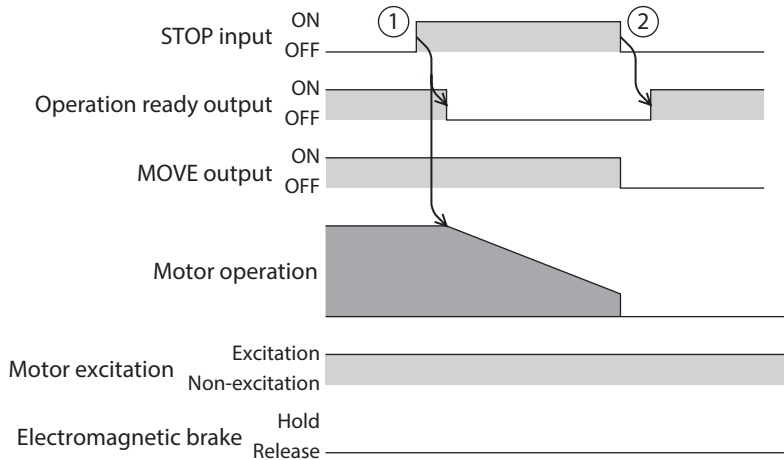 STOP input
ON
OFF
1
2
Operation ready output
ON
OFF
MOVE output
ON
OFF
Motor operation
Motor excitation
Excitation
Non-excitation
Electromagnetic brake
Hold
Release